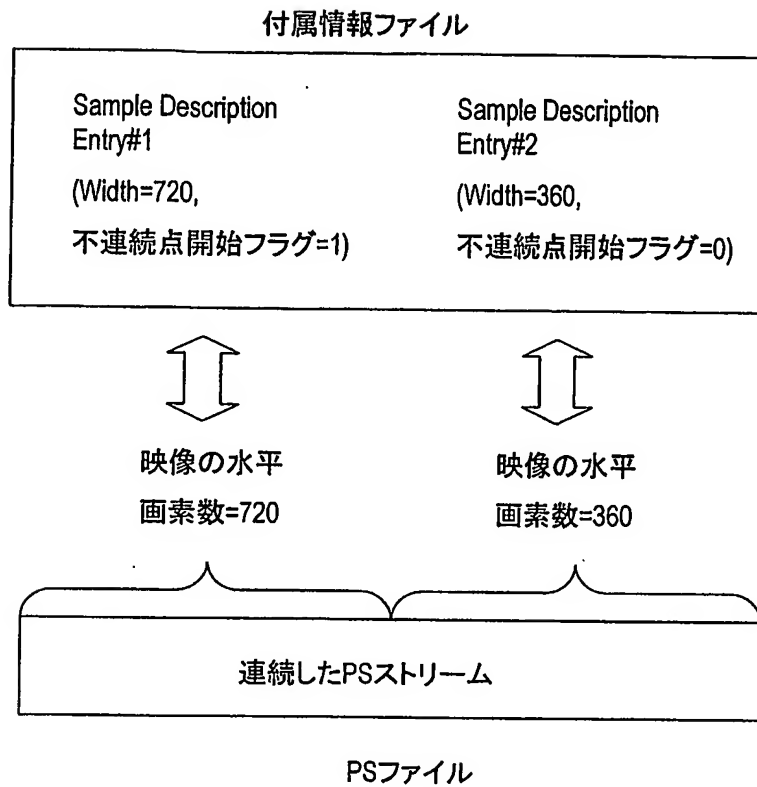 付属情報ファイル
Sample Description
Entry#1
(Width=720,
不連続点開始フラグ=1)
Sample Description
Entry#2
(Width=360,
不連続点開始フラグ=0)
映像の水平
画素数=720
映像の水平
画素数=360
連続したPSストリーム
PSファイル